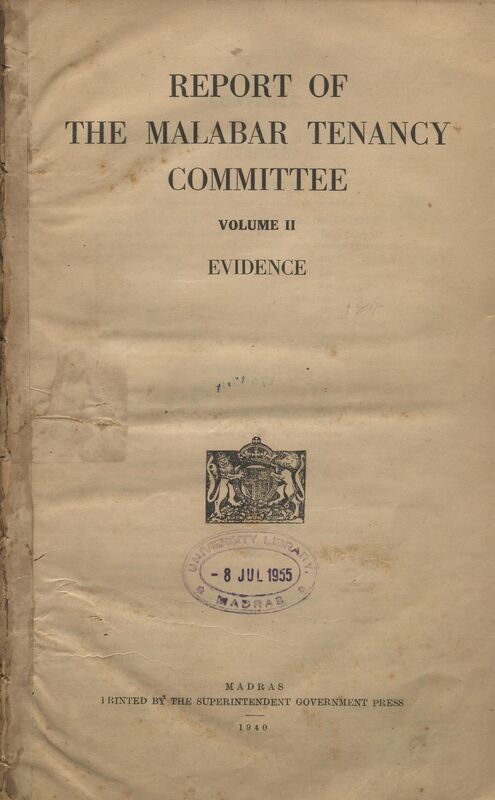 REPORT OF
THE MALABAR TENANCY
COMMITTEE
VOLUME II
EVIDENCE
UNIVERSITY LIBRARY,
- 8 JUL 1955
MADRAS
MADRAS
PRINTED BY THE SUPERINTENDENT GOVERNMENT PRESS
1940